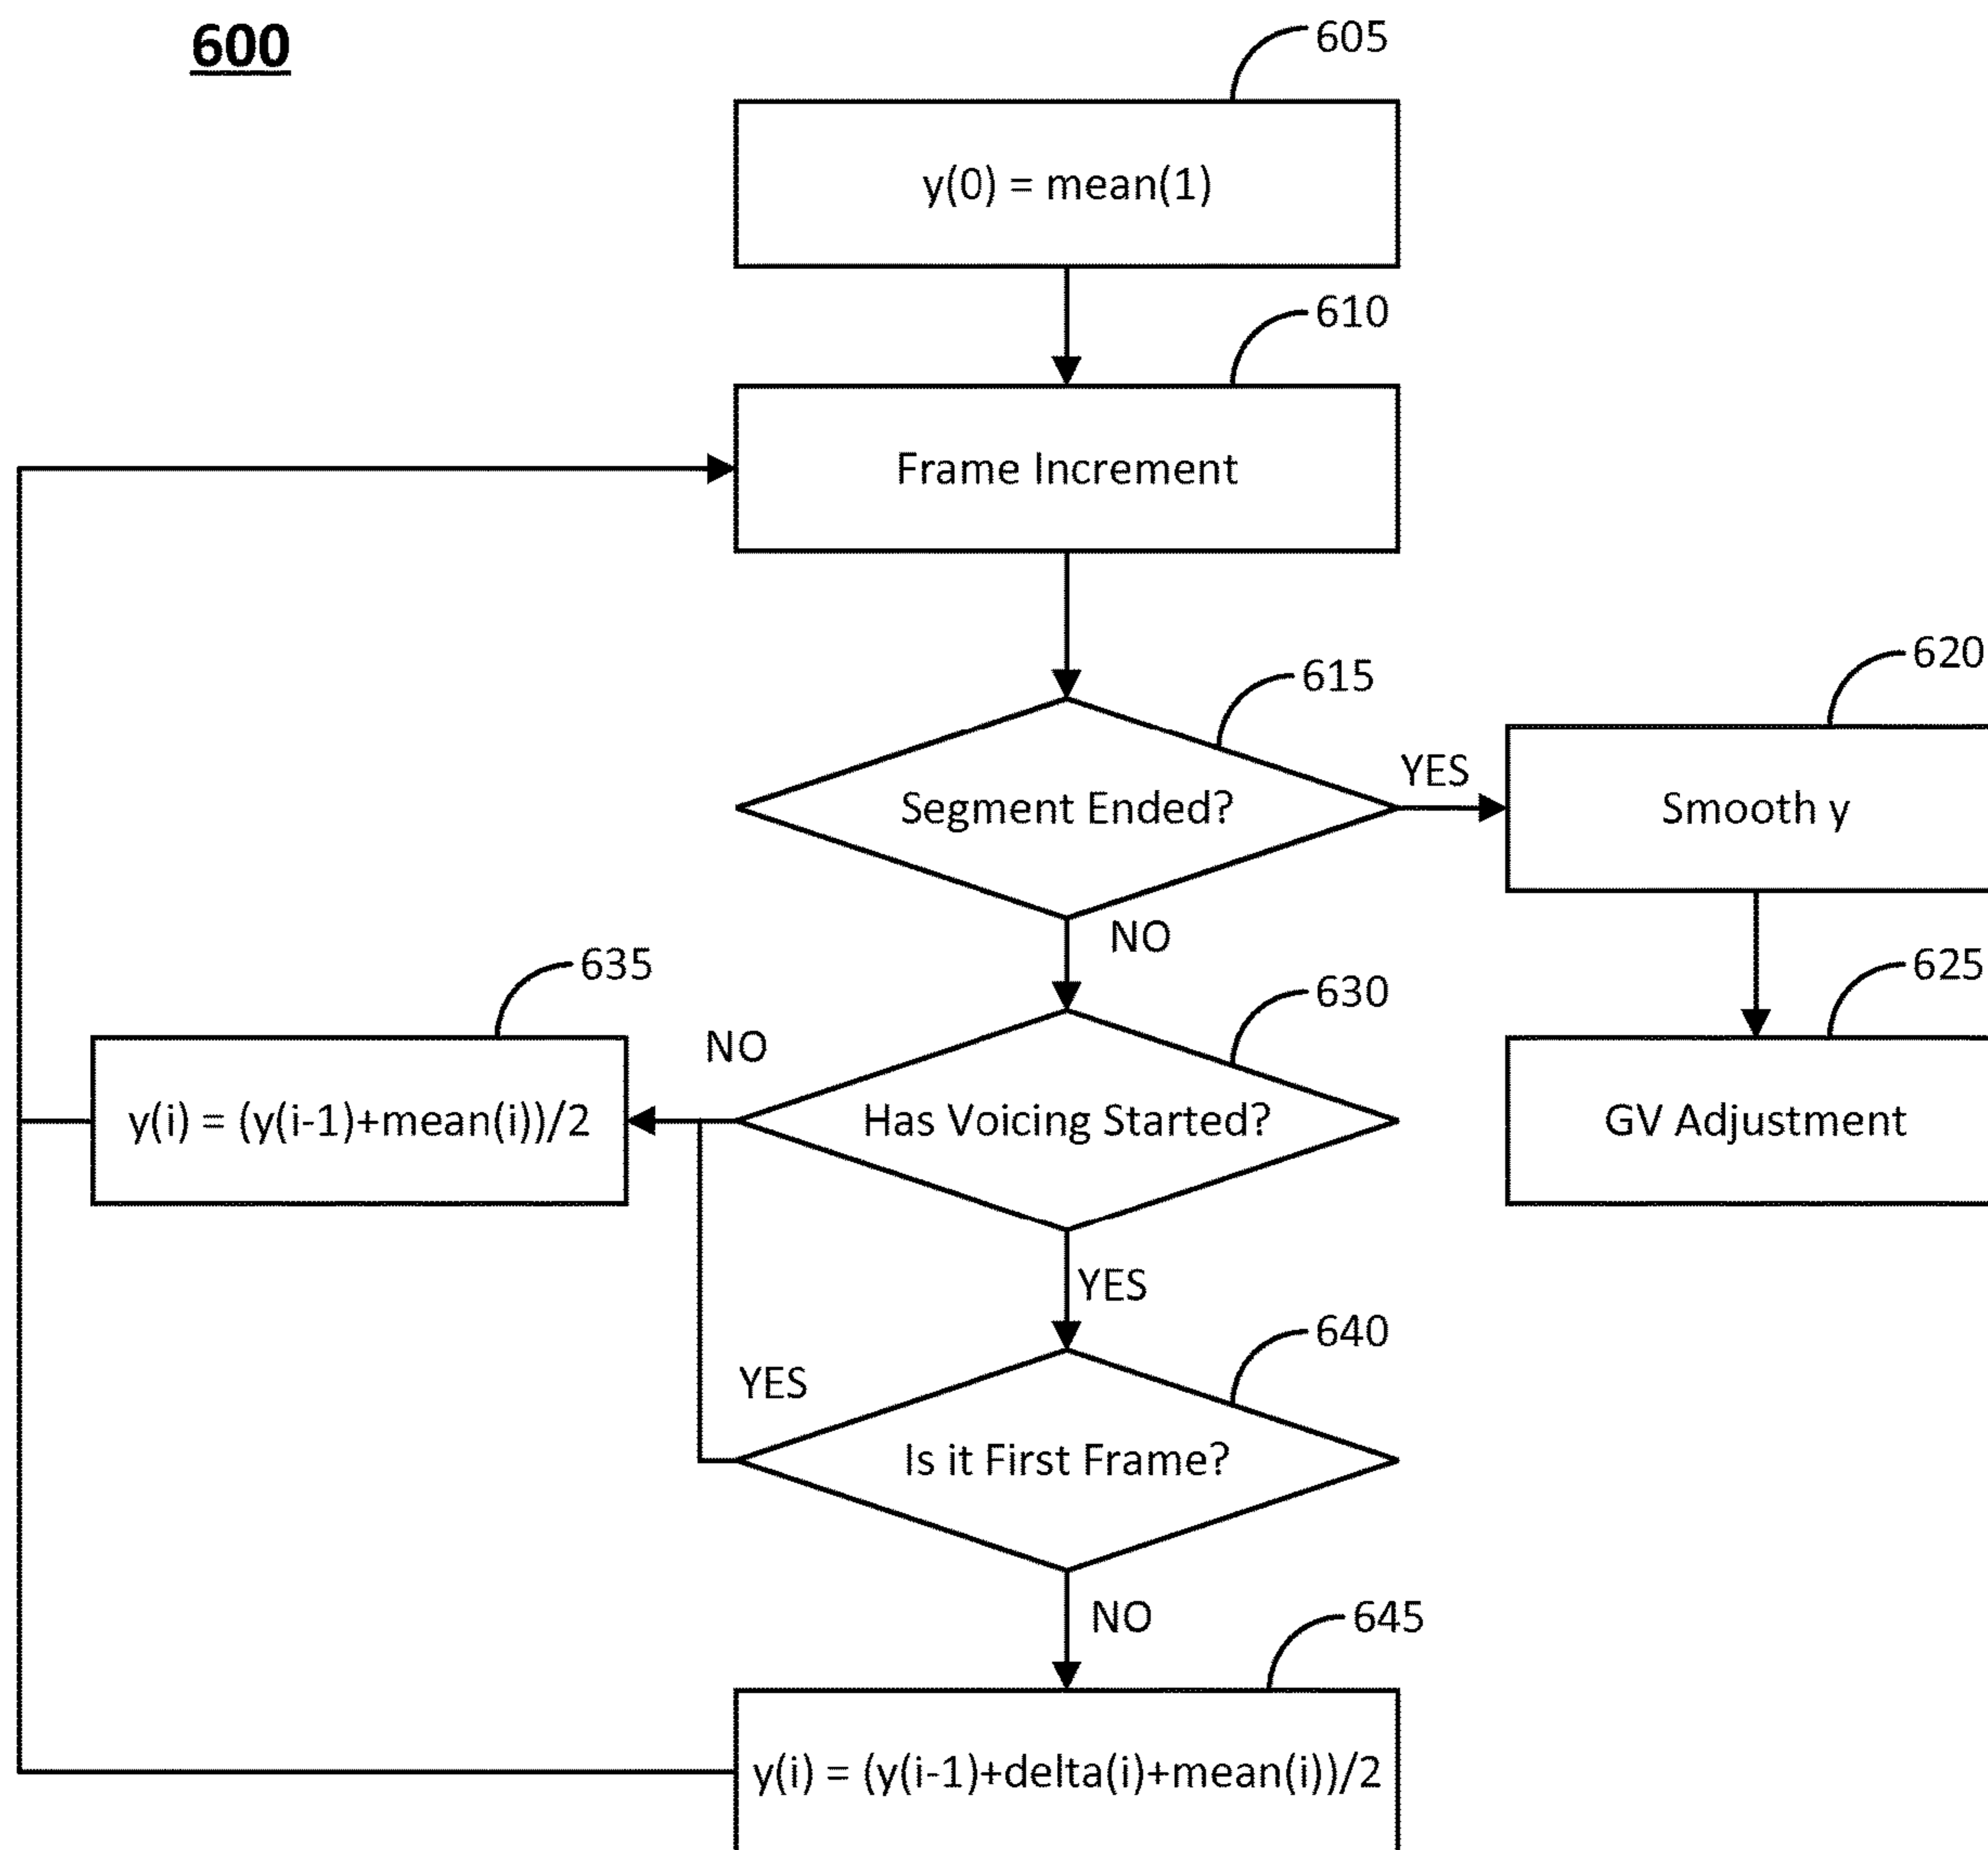 600
605
y(0) = mean(1)
610
Frame Increment
615
Segment Ended?
YES
620
Smooth y
NO
625
GV Adjustment
630
Has Voicing Started?
NO
635
y(i) = (y(i-1)+mean(i))/2
YES
640
Is it First Frame?
YES
NO
645
y(i) = (y(i-1)+delta(i)+mean(i))/2